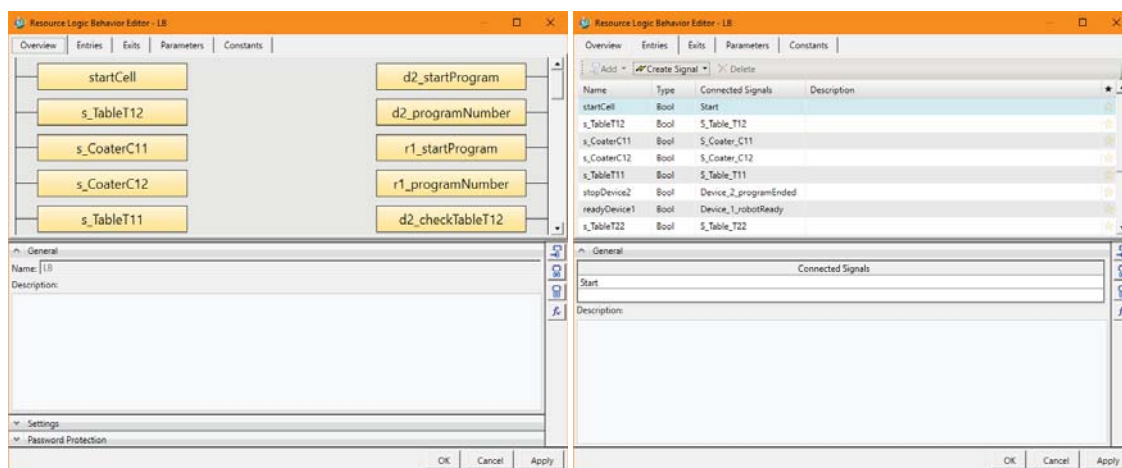 Resource Logic Behavior Editor - LB
Overview Entries Exits Parameters Constants
startCell d2_startProgram
s_TableT12 d2_programNumber
s_CoaterC11 r1_startProgram
s_CoaterC12 r1_programNumber
s_TableT11 d2_checkTableT12
General
Name: LB
Description:
Settings
Password Protection
OK Cancel Apply
Resource Logic Behavior Editor - LB
Overview Entries Exits Parameters Constants
Add Create Signal Delete
Name Type Connected Signals Description
startCell Bool Start
s_TableT12 Bool S_Table_T12
s_CoaterC11 Bool S_Coater_C11
s_CoaterC12 Bool S_Coater_C12
s_TableT11 Bool S_Table_T11
stopDevice2 Bool Device_2_programEnded
readyDevice1 Bool Device_1_robotReady
s_TableT22 Bool S_Table_T22
General
Connected Signals
Start
Description:
OK Cancel Apply